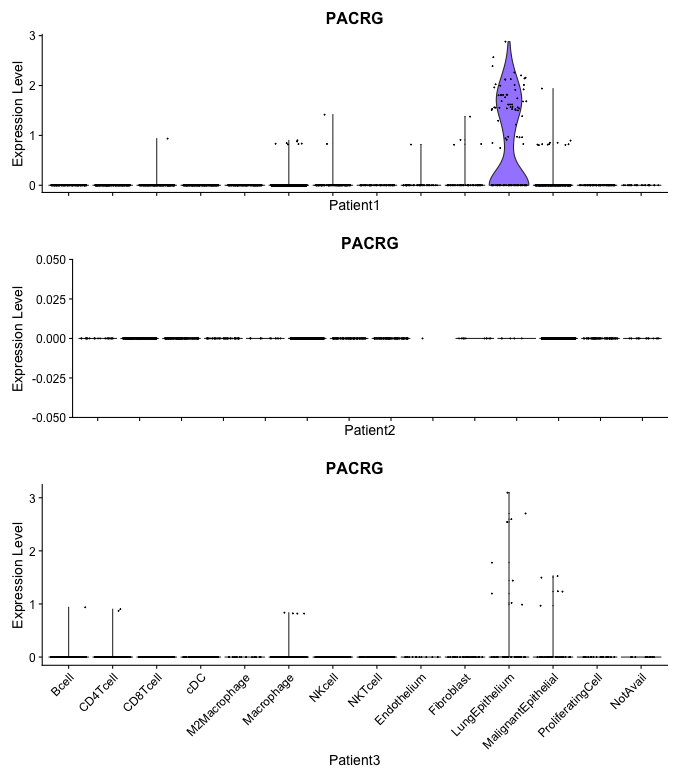 PACRG
Expression Level
3
2
1
0
Patient1
PACRG
Expression Level
0.050
0.025
0.000
-0.025
-0.050
Patient2
PACRG
Expression Level
3
2
1
0
Bcell
CD4Tcell
CD8Tcell
cDC
M2Macrophage
Macrophage
NKcell
NKTcell
Endothelium
Fibroblast
LungEpithelium
MalignantEpithelial
ProliferatingCell
NotAvail
Patient3